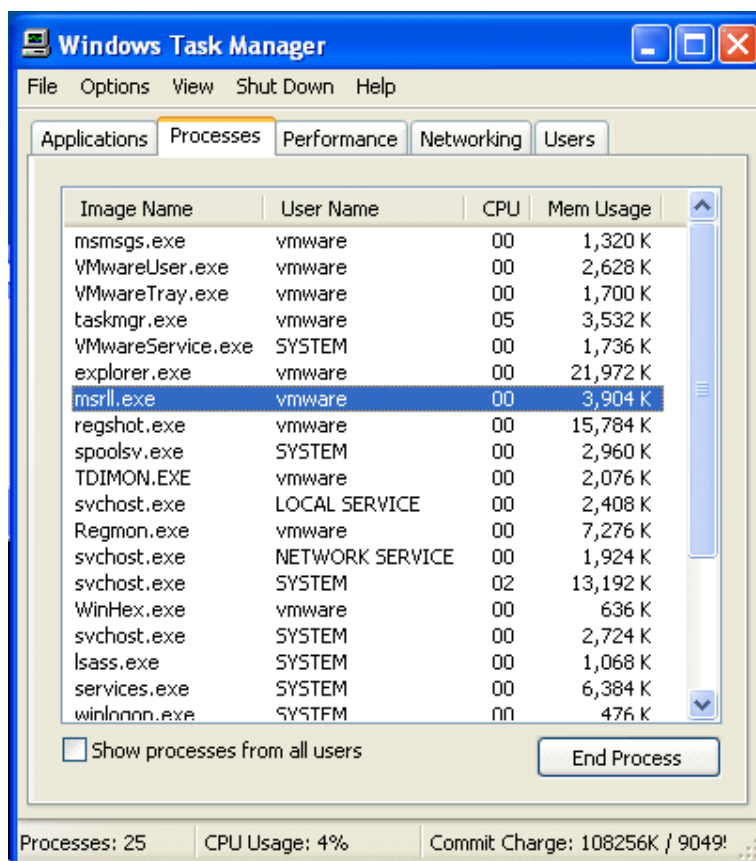 Windows Task Manager
File Options View Shut Down Help
Applications Processes Performance Networking Users
Image Name User Name CPU Mem Usage
msmsgs.exe vmware 00 1,320 K
VMwareUser.exe vmware 00 2,628 K
VMwareTray.exe vmware 00 1,700 K
taskmgr.exe vmware 05 3,532 K
VMwareService.exe SYSTEM 00 1,736 K
explorer.exe vmware 00 21,972 K
msrll.exe vmware 00 3,904 K
regshot.exe vmware 00 15,784 K
spoolsv.exe SYSTEM 00 2,960 K
TDIMON.EXE vmware 00 2,076 K
svchost.exe LOCAL SERVICE 00 2,408 K
Regmon.exe vmware 00 7,276 K
svchost.exe NETWORK SERVICE 00 1,924 K
svchost.exe SYSTEM 02 13,192 K
WinHex.exe vmware 00 636 K
svchost.exe SYSTEM 00 2,724 K
lsass.exe SYSTEM 00 1,068 K
services.exe SYSTEM 00 6,384 K
winlogon.exe SYSTEM 00 476 K
Show processes from all users
End Process
Processes: 25 CPU Usage: 4% Commit Charge: 108256K / 9049